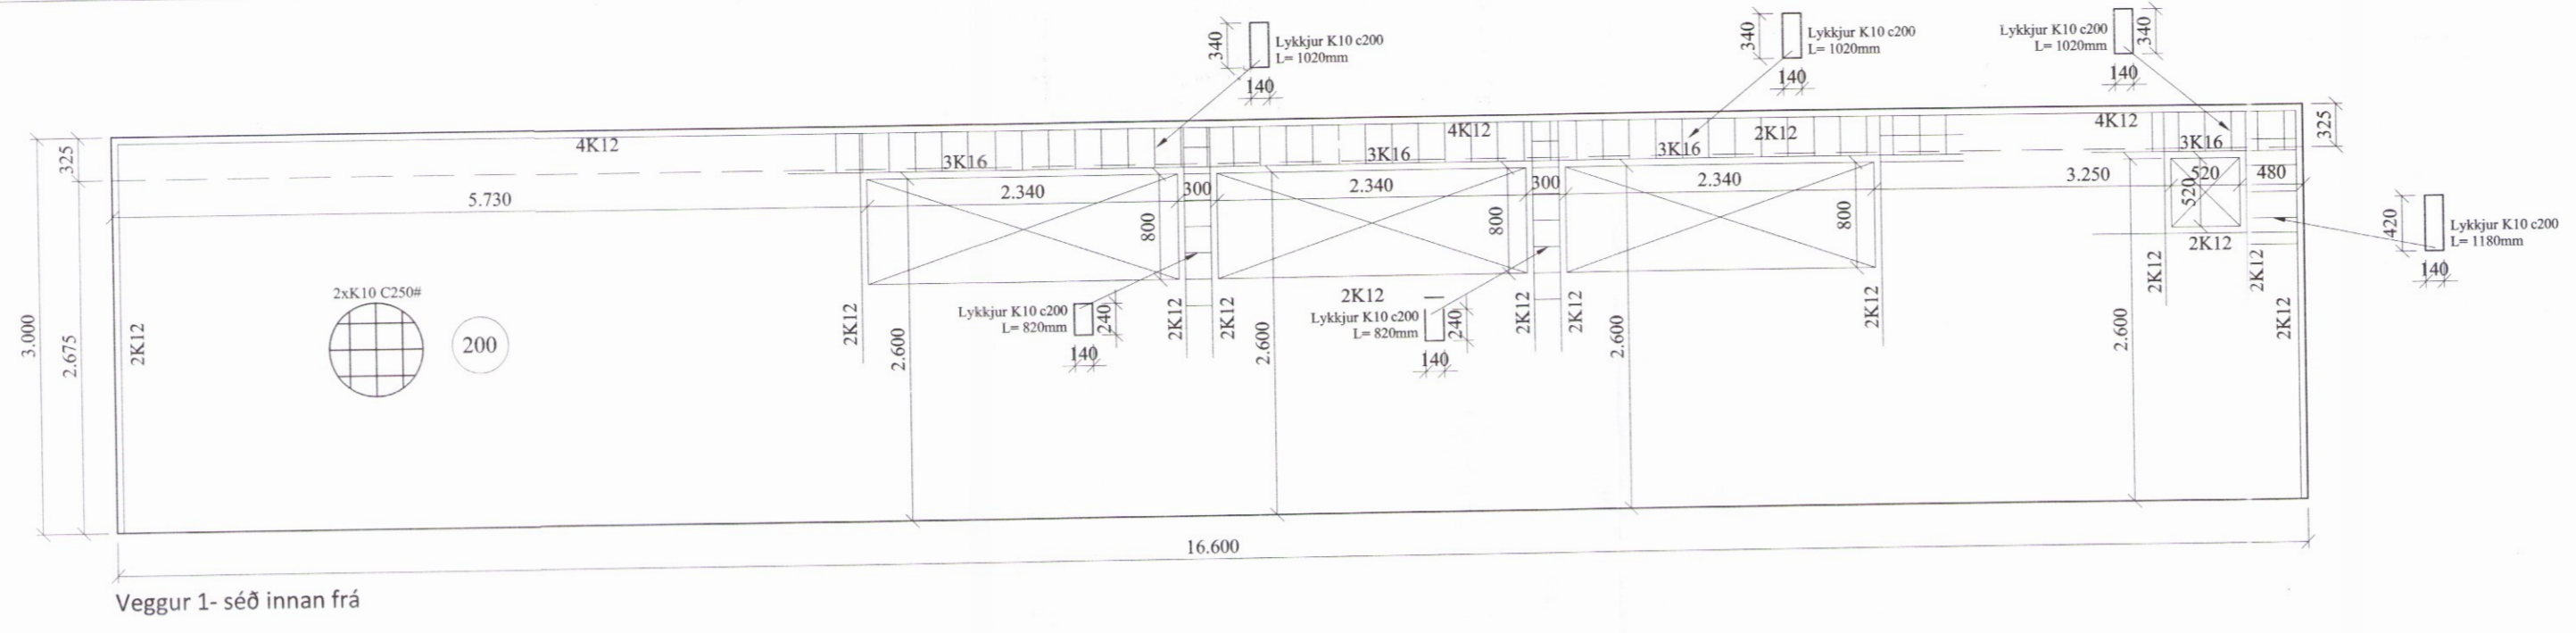 340
Lykkjur K10 c200
L= 1020mm
140
340
Lykkjur K10 c200
L= 1020mm
140
Lykkjur K10 c200
L= 1020mm
340
140
325
4K12
3K16
4K12
3K16
2K12
3K16
4K12
3K16
325
5.730
2.340
300
2.340
300
2.340
3.250
520
480
520
800
800
800
2K12
420
Lykkjur K10 c200
L= 1180mm
140
3.000
2.675
2K12
2xK10 C250#
200
2K12
2.600
Lykkjur K10 c200
L= 820mm
240
140
2K12
2K12
2.600
2K12
Lykkjur K10 c200
L= 820mm
240
140
2K12
2K12
2.600
2K12
2.600
2K12
2K12
2K12
16.600
Veggur 1- séð innan frá